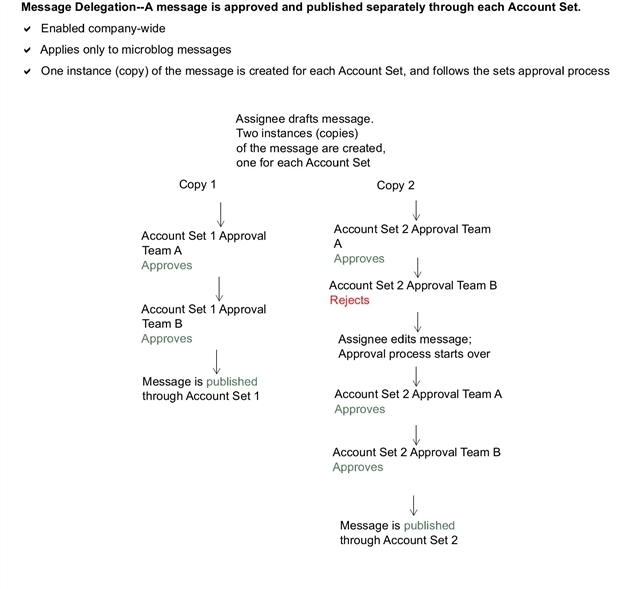 Message Delegation--A message is approved and published separately through each Account Set.
✓ Enabled company-wide
✓ Applies only to microblog messages
✓ One instance (copy) of the message is created for each Account Set, and follows the sets approval process
Assignee drafts message.
Two instances (copies)
of the message are created,
one for each Account Set
Copy 1
Account Set 1 Approval
Team A
Approves
Account Set 1 Approval
Team B
Approves
Message is published
through Account Set 1
Copy 2
Account Set 2 Approval Team
A
Approves
Account Set 2 Approval Team B
Rejects
Assignee edits message;
Approval process starts over
Account Set 2 Approval Team A
Approves
Account Set 2 Approval Team B
Approves
Message is published
through Account Set 2